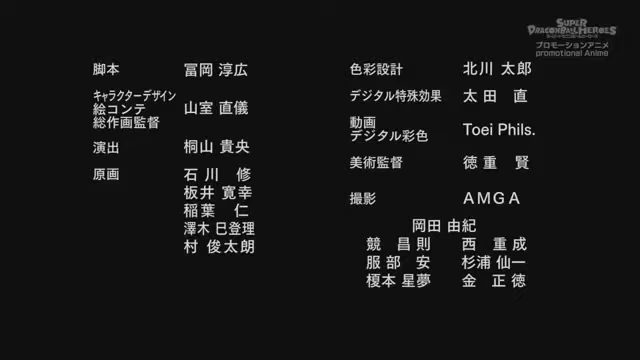 SUPER
DRAGONBALL HEROES
プロモーションアニメ
promotional Anime
脚本 冨岡 淳広
キャラクターデザイン
絵コンテ 山室 直儀
総作画監督
演出 桐山 貴央
原画 石川 修
板井 寛幸
稲葉 仁
澤木 巳登理
村 俊太朗
色彩設計 北川 太郎
デジタル特殊効果 太田 直
動画
デジタル彩色 Toei Phils.
美術監督 徳重 賢
撮影 AMGA
岡田 由紀
競 昌則 西 重成
服部 安 杉浦 仙一
榎本 星夢 金 正徳